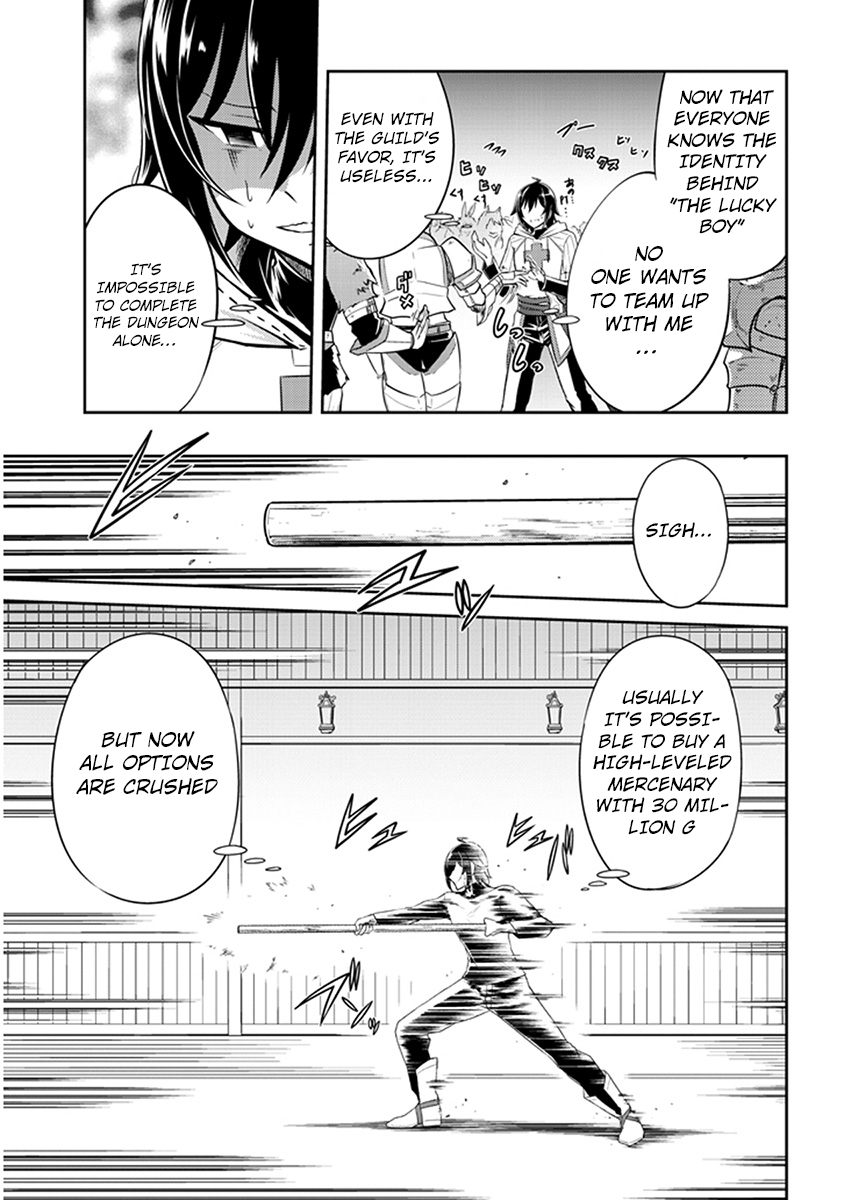 NOW THAT
EVERYONE
KNOWS THE
IDENTITY
BEHIND
"THE LUCKY
BOY"
NO
ONE WANTS
TO TEAM UP
WITH ME
...
EVEN WITH
THE GUILD'S
FAVOR, IT'S
USELESS...
IT'S
IMPOSSIBLE
TO COMPLETE
THE DUNGEON
ALONE...
SIGH...
USUALLY
IT'S POSSI-
BLE TO BUY A
HIGH-LEVELED
MERCENARY
WITH 30 MIL-
LION G
BUT NOW
ALL OPTIONS
ARE CRUSHED